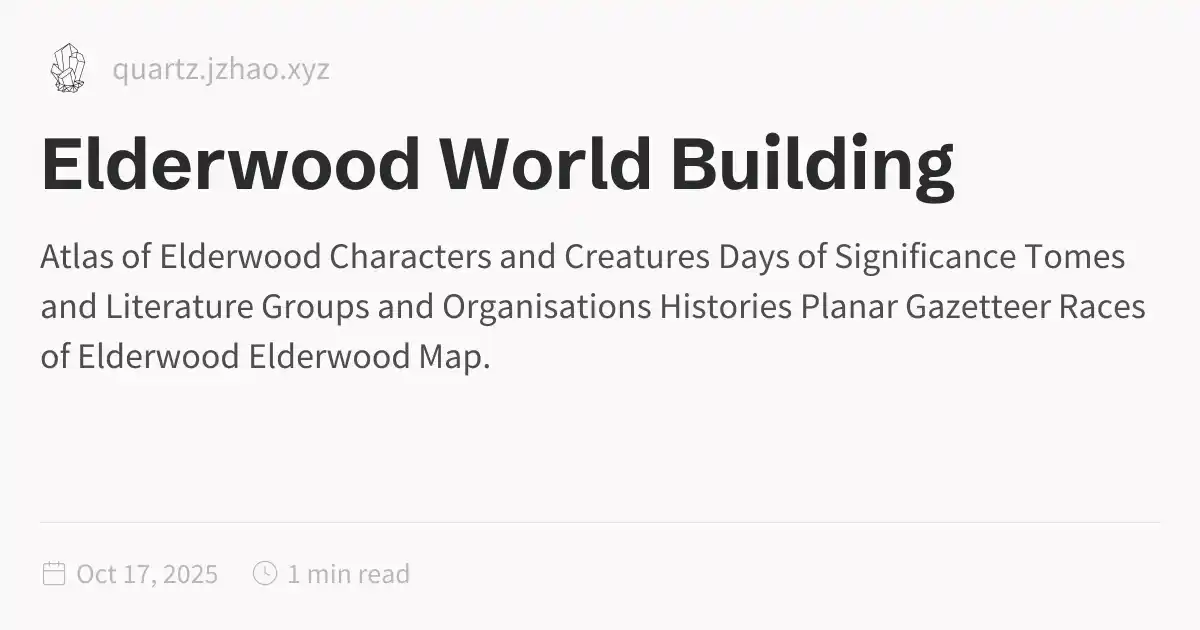 quartz.jzhao.xyz
Elderwood World Building
Atlas of Elderwood Characters and Creatures Days of Significance Tomes
and Literature Groups and Organisations Histories Planar Gazetteer Races
of Elderwood Elderwood Map.
Oct 17, 2025 1 min read